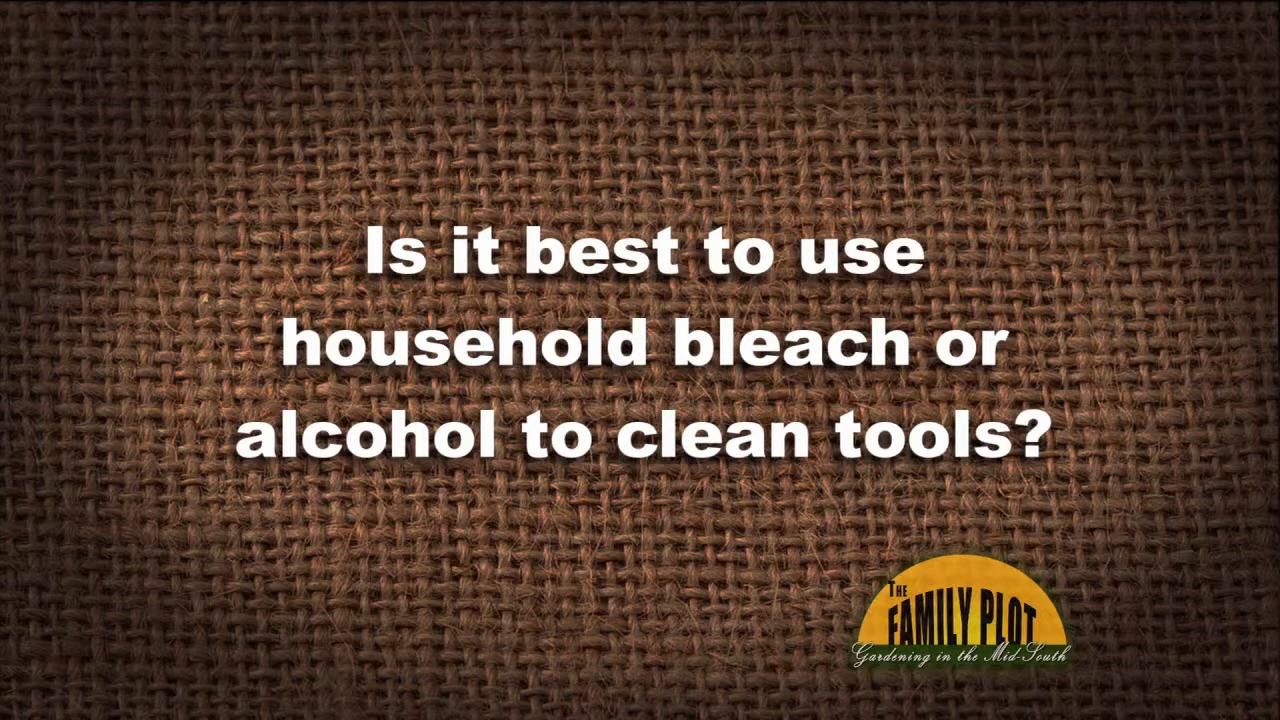 Is it best to use
household bleach or
alcohol to clean tools?
THE
FAMILY PLOT
Gardening in the Mid-South